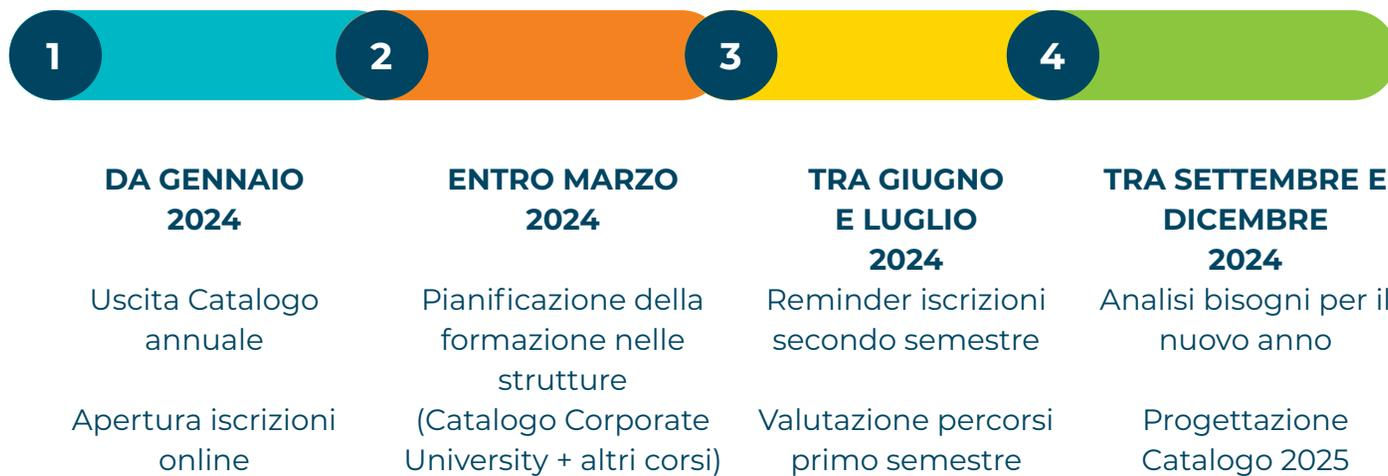 1
2
3
4
DA GENNAIO
2024
Uscita Catalogo
annuale
Apertura iscrizioni
online
ENTRO MARZO
2024
Pianificazione della
formazione nelle
strutture
(Catalogo Corporate
University + altri corsi)
TRA GIUGNO
E LUGLIO
2024
Reminder iscrizioni
secondo semestre
Valutazione percorsi
primo semestre
TRA SETTEMBRE E
DICEMBRE
2024
Analisi bisogni per il
nuovo anno
Progettazione
Catalogo 2025